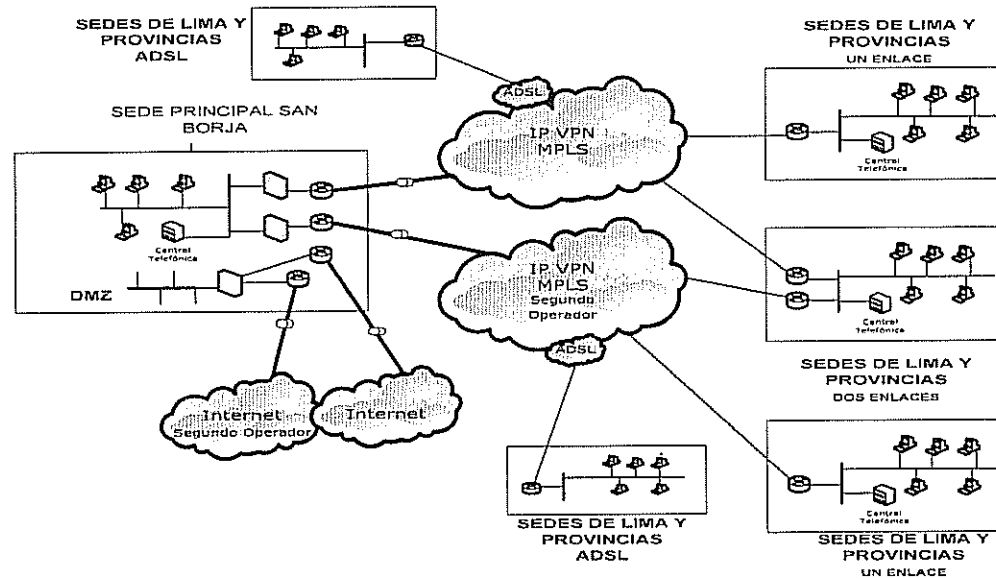 SEDES DE LIMA Y
PROVINCIAS
ADSL
SEDES DE LIMA Y
PROVINCIAS
UN ENLACE
ADSL
IP VPN
MPLS
SEDE PRINCIPAL SAN
BORJA
Central
Telefónica
Central
Telefónica
DMZ
IP VPN
MPLS
Segundo
Operador
ADSL
Central
Telefónica
SEDES DE LIMA Y
PROVINCIAS
DOS ENLACES
Internet
Segundo Operador
Internet
Central
Telefónica
SEDES DE LIMA Y
PROVINCIAS
ADSL
SEDES DE LIMA Y
PROVINCIAS
UN ENLACE